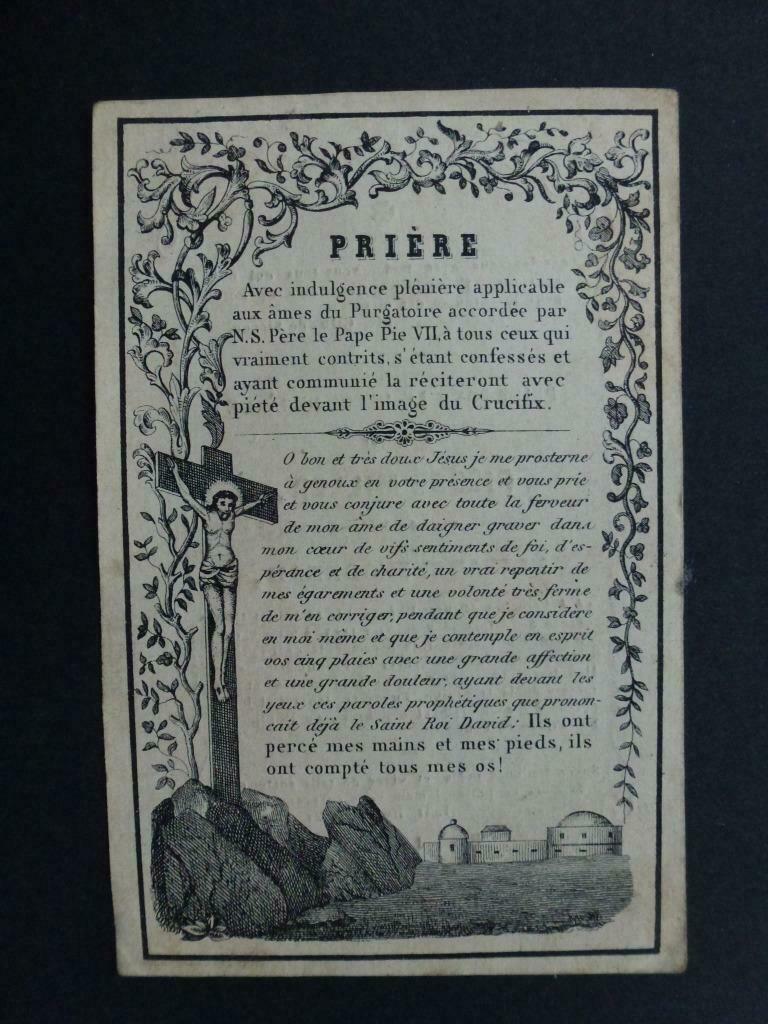 PRIÈRE
Avec indulgence plénière applicable
aux âmes du Purgatoire accordée par
N.S. Père le Pape Pie VII, à tous ceux qui
vraiment contrits, s'étant confessés et
ayant communié la réciteront avec
piété devant l'image du Crucifix.
O bon et très doux Jésus je me prosterne
à genoux en votre présence et vous prie
et vous conjure avec toute la ferveur
de mon âme de daigner graver dans
mon cœur de vifs sentiments de foi, d'es-
pérance et de charité, un vrai repentir de
mes égarements et une volonté très ferme
de m'en corriger, pendant que je considère
en moi même et que je contemple en esprit
vos cinq plaies avec une grande affection
et une grande douleur, ayant devant les
yeux ces paroles prophétiques que pronon-
cait déjà le Saint Roi David: Ils ont
percé mes mains et mes pieds, ils
ont compté tous mes os!